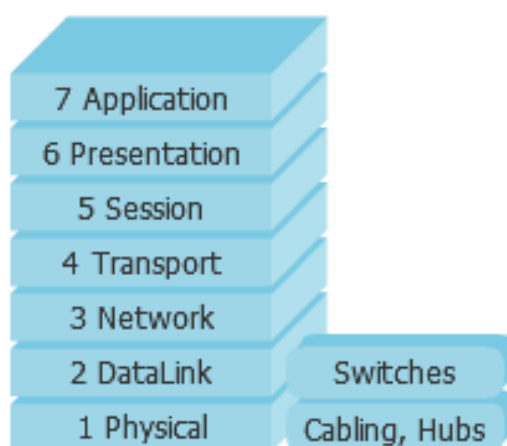 7 Application
6 Presentation
5 Session
4 Transport
3 Network
2 DataLink
Switches
1 Physical
Cabling, Hubs